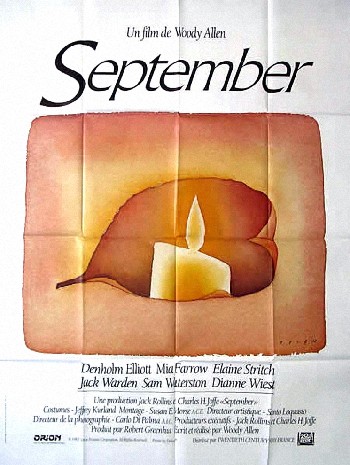 Un film de Woody Allen
September
Denholm Elliott Mia Farrow Elaine Stritch
Jack Warden Sam Waterston Dianne Wiest
Une production Jack Rollins et Charles H. Joffe «September»
Costumes - Jeffrey Kurland Montage - Susan E. Morse A.C.E. Directeur artistique - Santo Loquasto
Directeur de la photographie - Carlo Di Palma A.I.C. Producteurs exécutifs - Jack Rollins et Charles H. Joffe
Produit par Robert Greenhut Ecrit et réalisé par Woody Allen
ORION
Distribué par TWENTIETH CENTURY FOX FRANCE